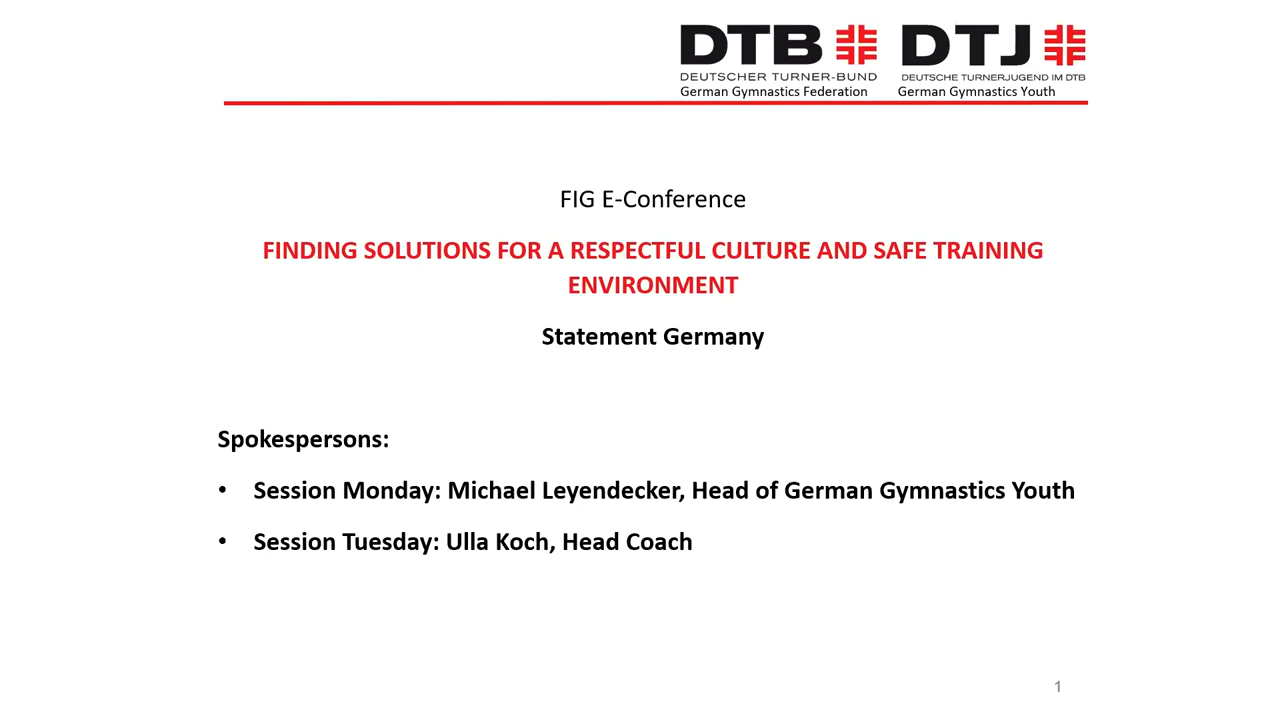 DTB DTJ
DEUTSCHER TURNER-BUND DEUTSCHE TURNERJUGEND IM DTB
German Gymnastics Federation German Gymnastics Youth
FIG E-Conference
FINDING SOLUTIONS FOR A RESPECTFUL CULTURE AND SAFE TRAINING
ENVIRONMENT
Statement Germany
Spokespersons:
• Session Monday: Michael Leyendecker, Head of German Gymnastics Youth
• Session Tuesday: Ulla Koch, Head Coach
1